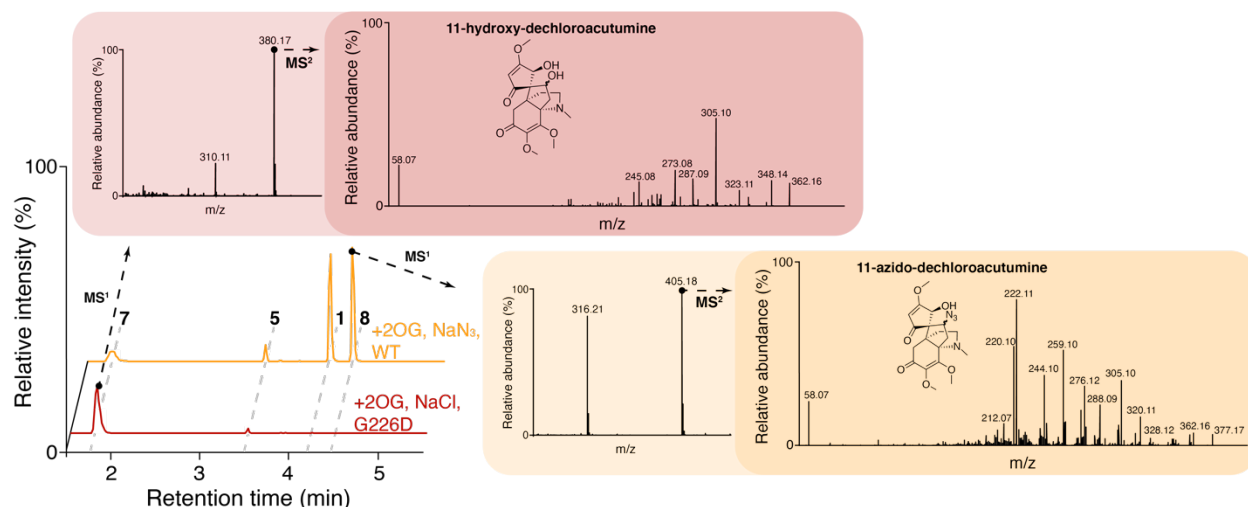 11-hydroxy-dechloroacutumine
100
Relative abundance (%)
0
380.17
310.11
m/z
MS²
100
Relative abundance (%)
0
58.07
245.08
273.08
287.09
305.10
323.11
348.14
362.16
m/z
O
OH
OH
O
N
O
O
O
100
Relative intensity (%)
0
MS¹
MS¹
7
5
1
8
+2OG, NaN₃,
WT
+2OG, NaCl,
G226D
2
3
4
5
Retention time (min)
100
Relative abundance (%)
0
316.21
405.18
m/z
MS²
11-azido-dechloroacutumine
100
Relative abundance (%)
0
58.07
212.07
220.10
222.11
244.10
259.10
276.12
288.09
305.10
320.11
328.12
362.16
377.17
m/z
O
OH
N₃
O
N
O
O
O